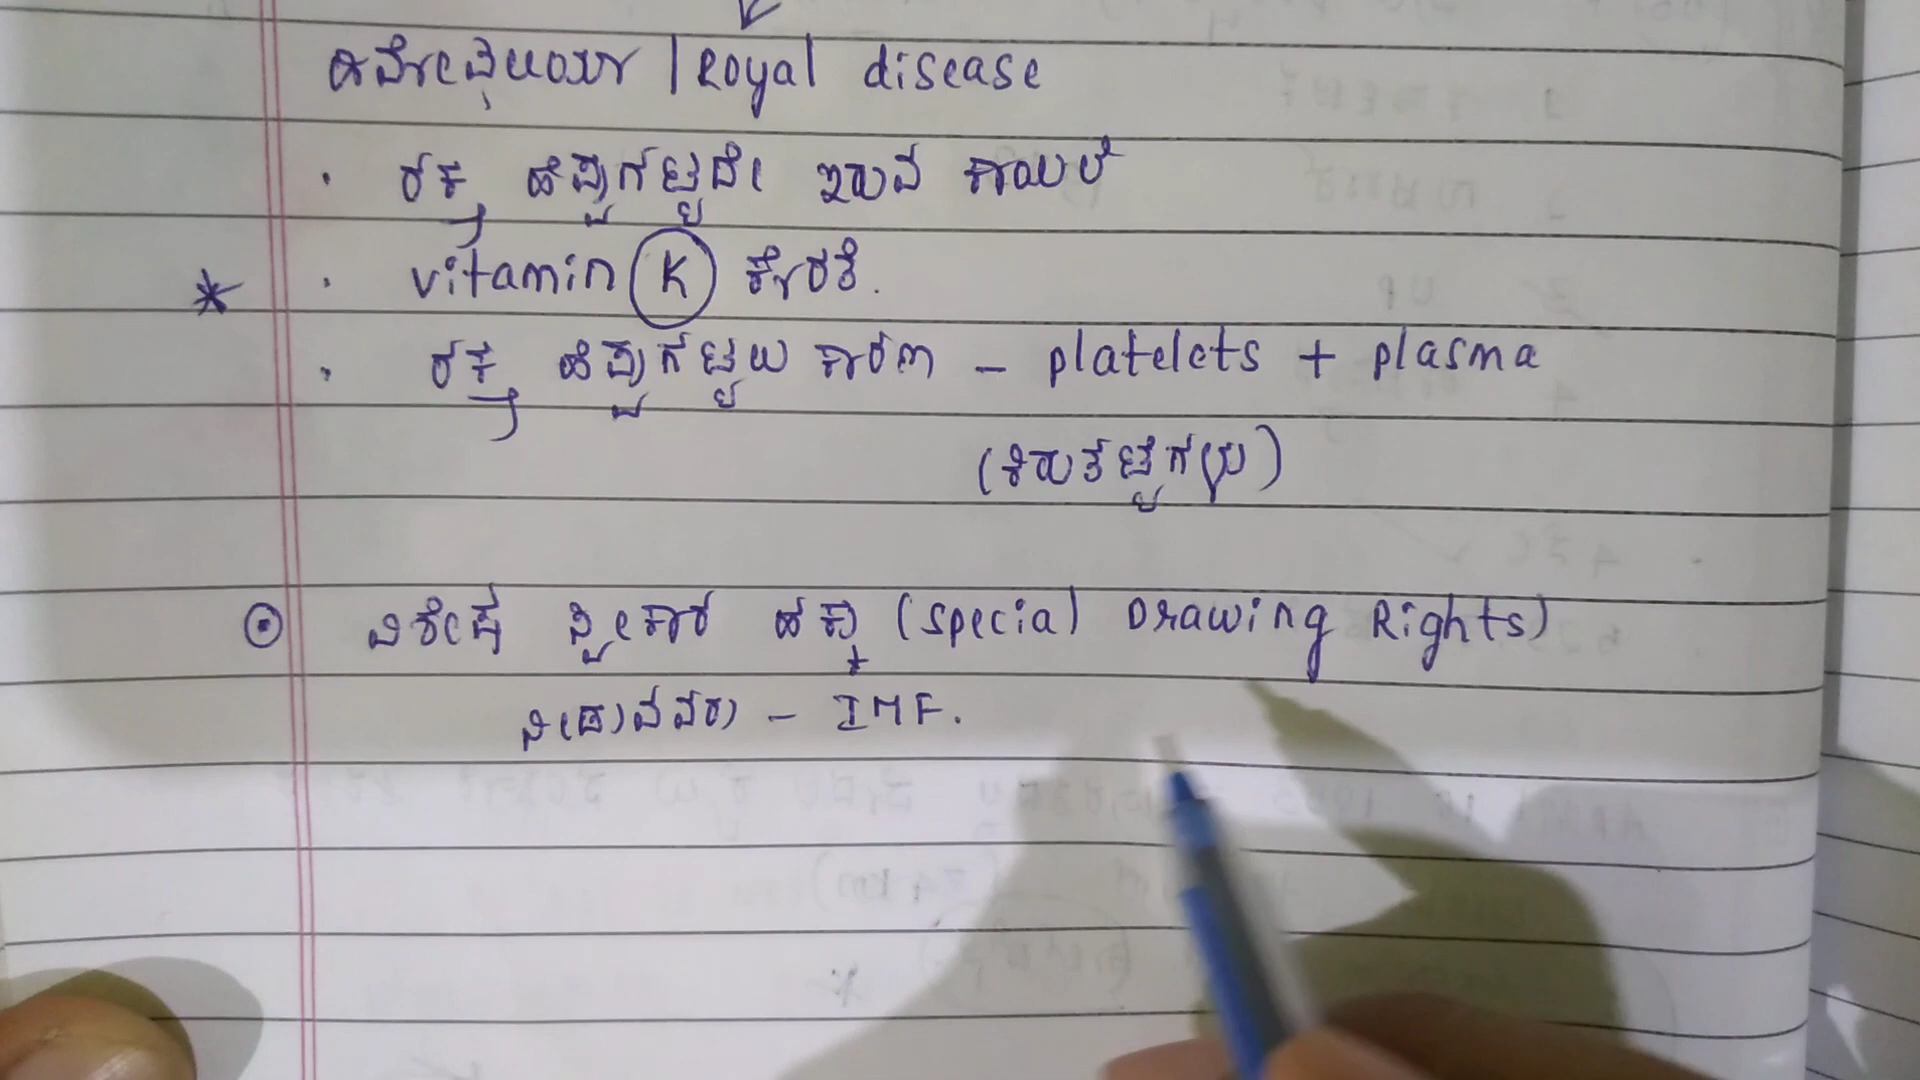 ಹಿಮೋಫಿಲಿಯಾ | Royal disease
· ರಕ್ತ ಹೆಪ್ಪುಗಟ್ಟದೇ ಇರುವ ಕಾಯಿಲೆ
* · vitamin K ಕೊರತೆ.
· ರಕ್ತ ಹೆಪ್ಪುಗಟ್ಟಲು ಕಾರಣ - platelets + plasma
(ಕಿರುತಟ್ಟೆಗಳು)
⊙ ವಿಶೇಷ ಸ್ವೀಕಾರ ಹಕ್ಕು (Special Drawing Rights)
- IMF.